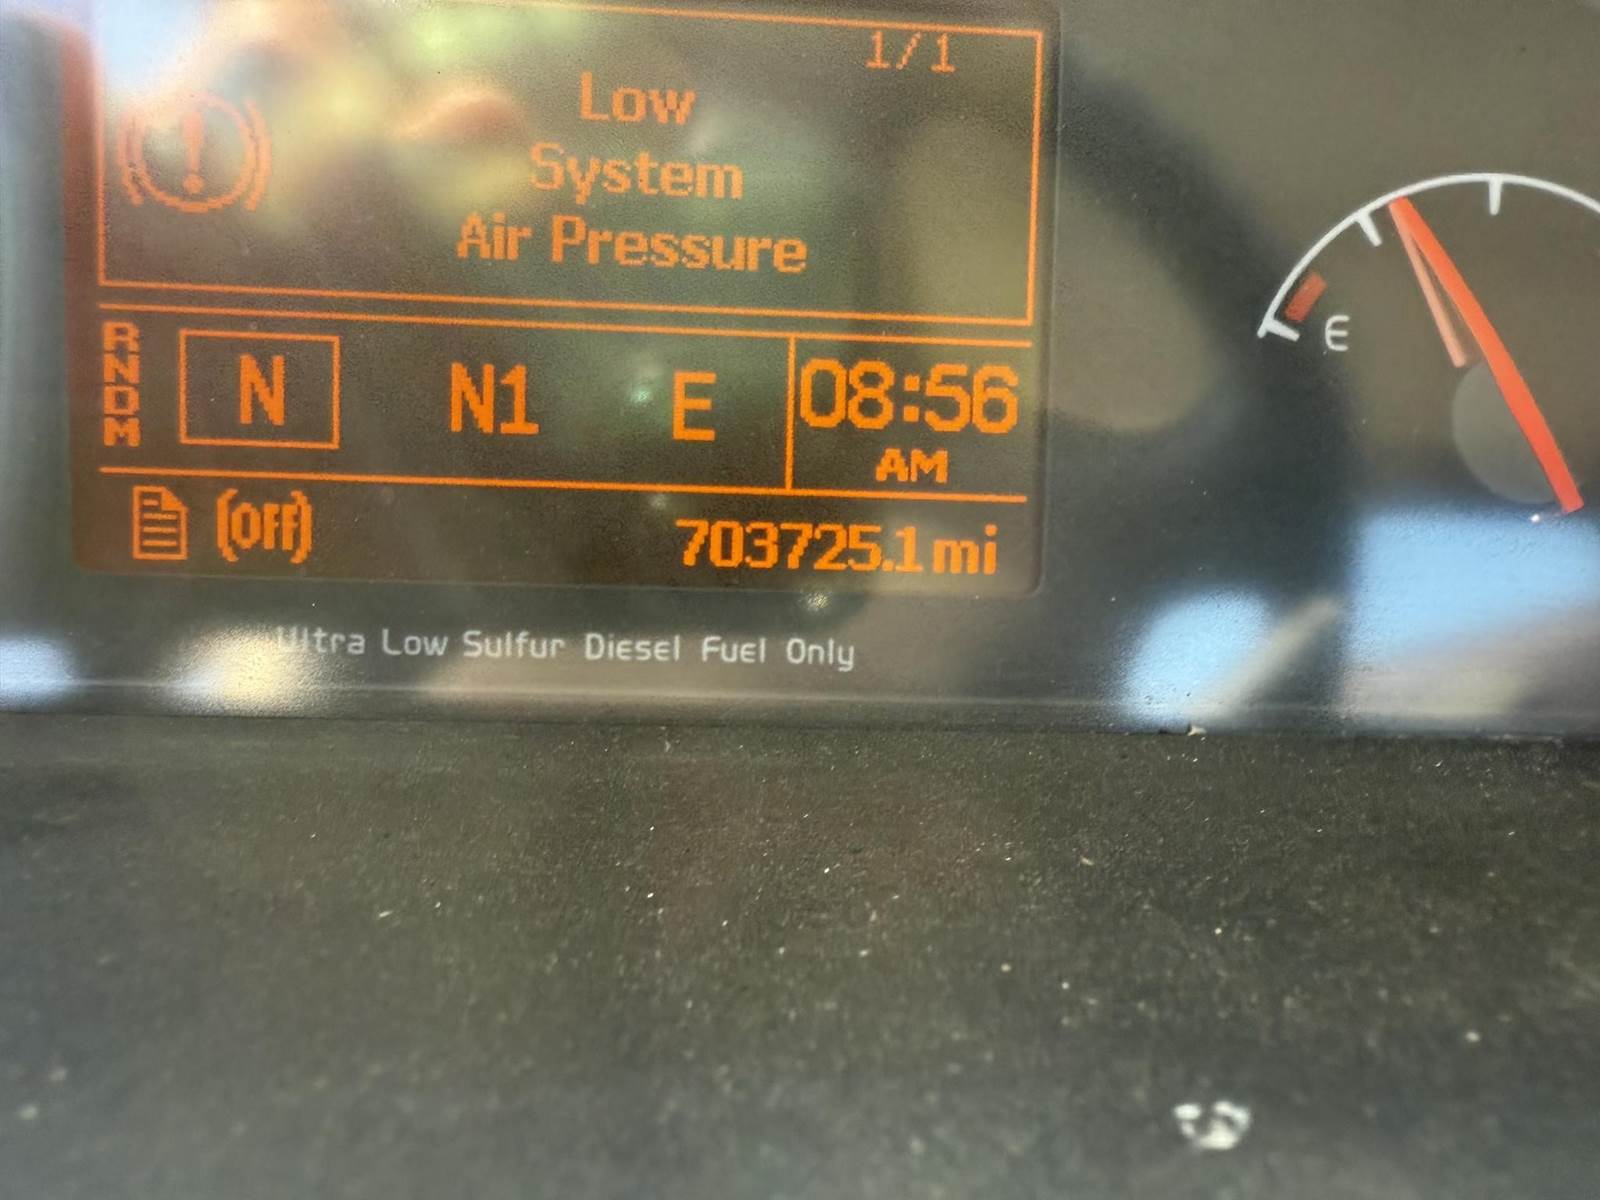 1/1
Low
System
Air Pressure
RNDM
N N1 E 08:56
AM
(Off) 703725.1 mi
E
Ultra Low Sulfur Diesel Fuel Only